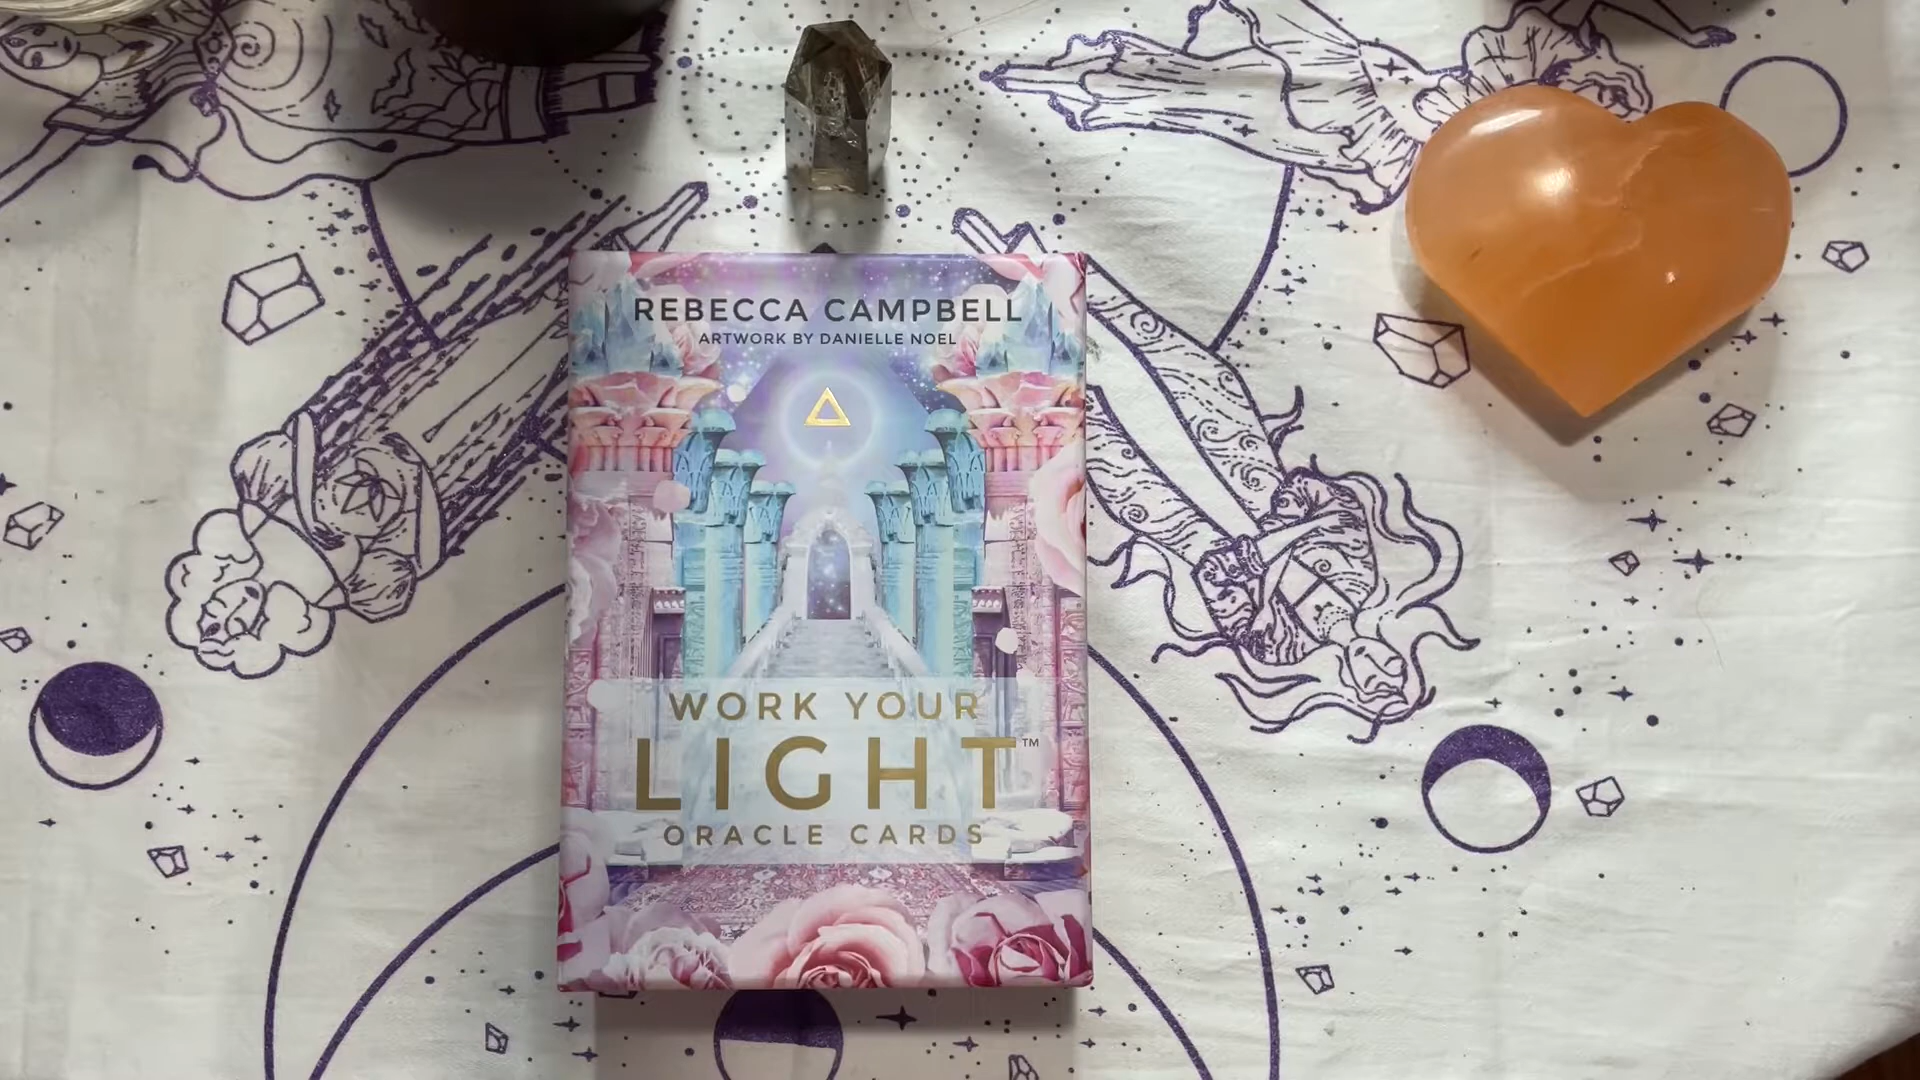 REBECCA CAMPBELL
ARTWORK BY DANIELLE NOEL
WORK YOUR
LIGHT™
ORACLE CARDS